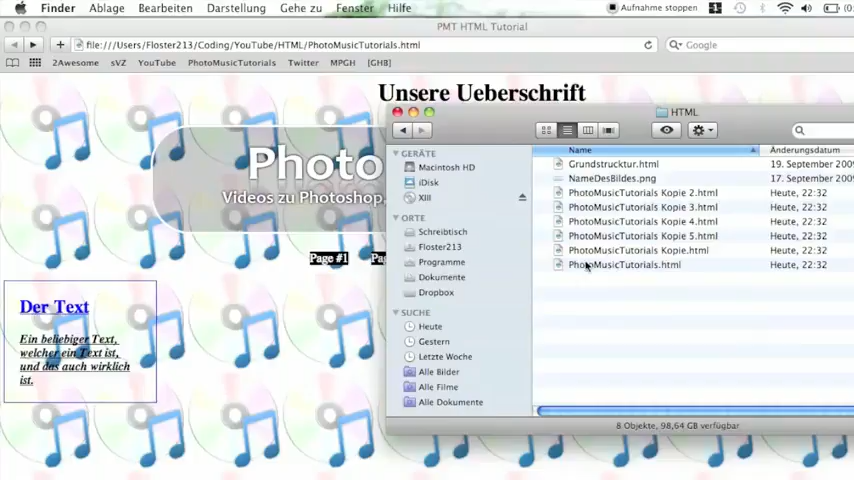 Finder Ablage Bearbeiten Darstellung Gehe zu Fenster Hilfe Aufnahme stoppen 1
PMT HTML Tutorial
file:///Users/Floster213/Coding/YouTube/HTML/PhotoMusicTutorials.html Google
2Awesome sVZ YouTube PhotoMusicTutorials Twitter MPGH [GHB]
Unsere Ueberschrift
Photo
Videos zu Photoshop,
Page #1
Der Text
Ein beliebiger Text,
welcher ein Text ist,
und das auch wirklich
ist.
HTML
GERÄTE
Macintosh HD
iDisk
XIII
ORTE
Schreibtisch
Floster213
Programme
Dokumente
Dropbox
SUCHE
Heute
Gestern
Letzte Woche
Alle Bilder
Alle Filme
Alle Dokumente
Name Änderungsdatum
Grundstrucktur.html 19. September 2009
NameDesBildes.png 17. September 2009
PhotoMusicTutorials Kopie 2.html Heute, 22:32
PhotoMusicTutorials Kopie 3.html Heute, 22:32
PhotoMusicTutorials Kopie 4.html Heute, 22:32
PhotoMusicTutorials Kopie 5.html Heute, 22:32
PhotoMusicTutorials Kopie.html Heute, 22:32
PhotoMusicTutorials.html Heute, 22:32
8 Objekte, 98,64 GB verfügbar